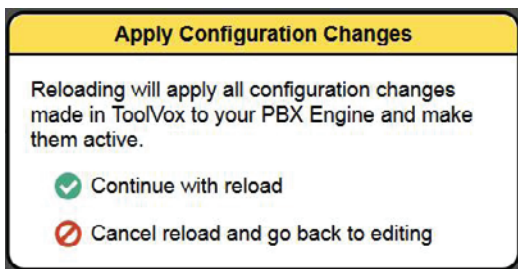 Apply Configuration Changes
Reloading will apply all configuration changes
made in ToolVox to your PBX Engine and make
them active.
Continue with reload
Cancel reload and go back to editing